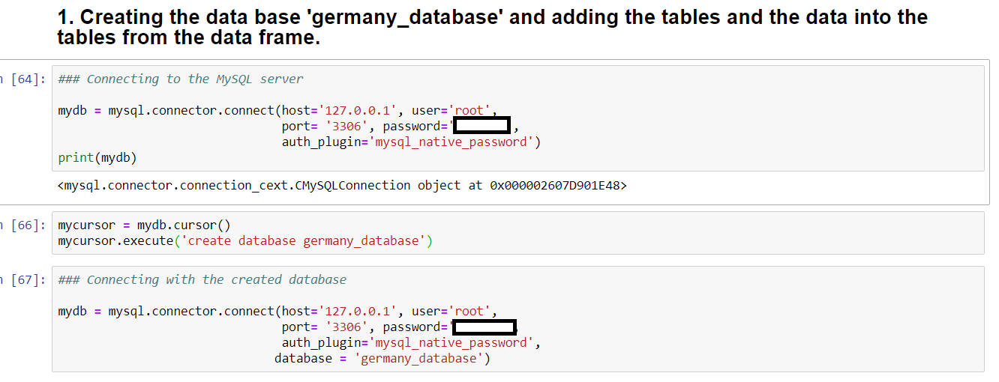 1. Creating the data base 'germany_database' and adding the tables and the data into the
tables from the data frame.
n [64]: ### Connecting to the MySQL server
mydb = mysql.connector.connect(host='127.0.0.1', user='root',
port= '3306', password=' ,
auth_plugin='mysql_native_password')
print(mydb)
<mysql.connector.connection_cext.CMySQLConnection object at 0x000002607D901E48>
n [66]: mycursor = mydb.cursor()
mycursor.execute('create database germany_database')
n [67]: ### Connecting with the created database
mydb = mysql.connector.connect(host='127.0.0.1', user='root',
port= '3306', password=' ,
auth_plugin='mysql_native_password',
database = 'germany_database')